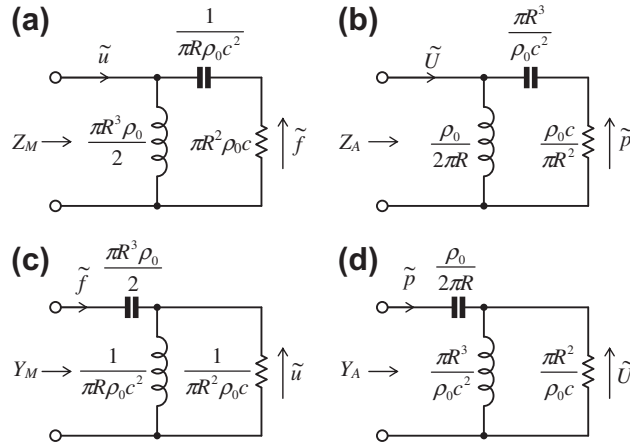 (a)
1
πRρ₀c²
ũ
Z_M
πR³ρ₀
2
πR²ρ₀c
f̃
(b)
πR³
ρ₀c²
Ũ
Z_A
ρ₀
2πR
ρ₀c
πR²
p̃
(c)
f̃
πR³ρ₀
2
Y_M
1
πRρ₀c²
1
πR²ρ₀c
ũ
(d)
p̃
ρ₀
2πR
Y_A
πR³
ρ₀c²
πR²
ρ₀c
Ũ